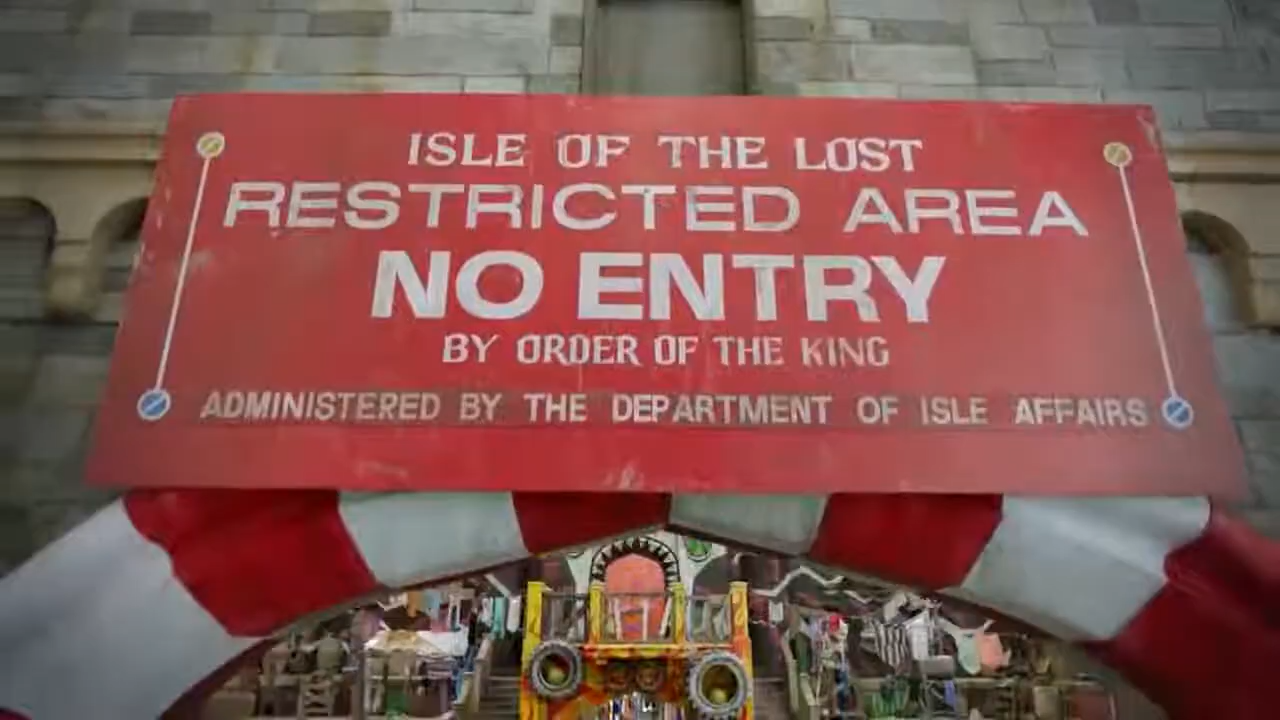 ISLE OF THE LOST
RESTRICTED AREA
NO ENTRY
BY ORDER OF THE KING
ADMINISTERED BY THE DEPARTMENT OF ISLE AFFAIRS